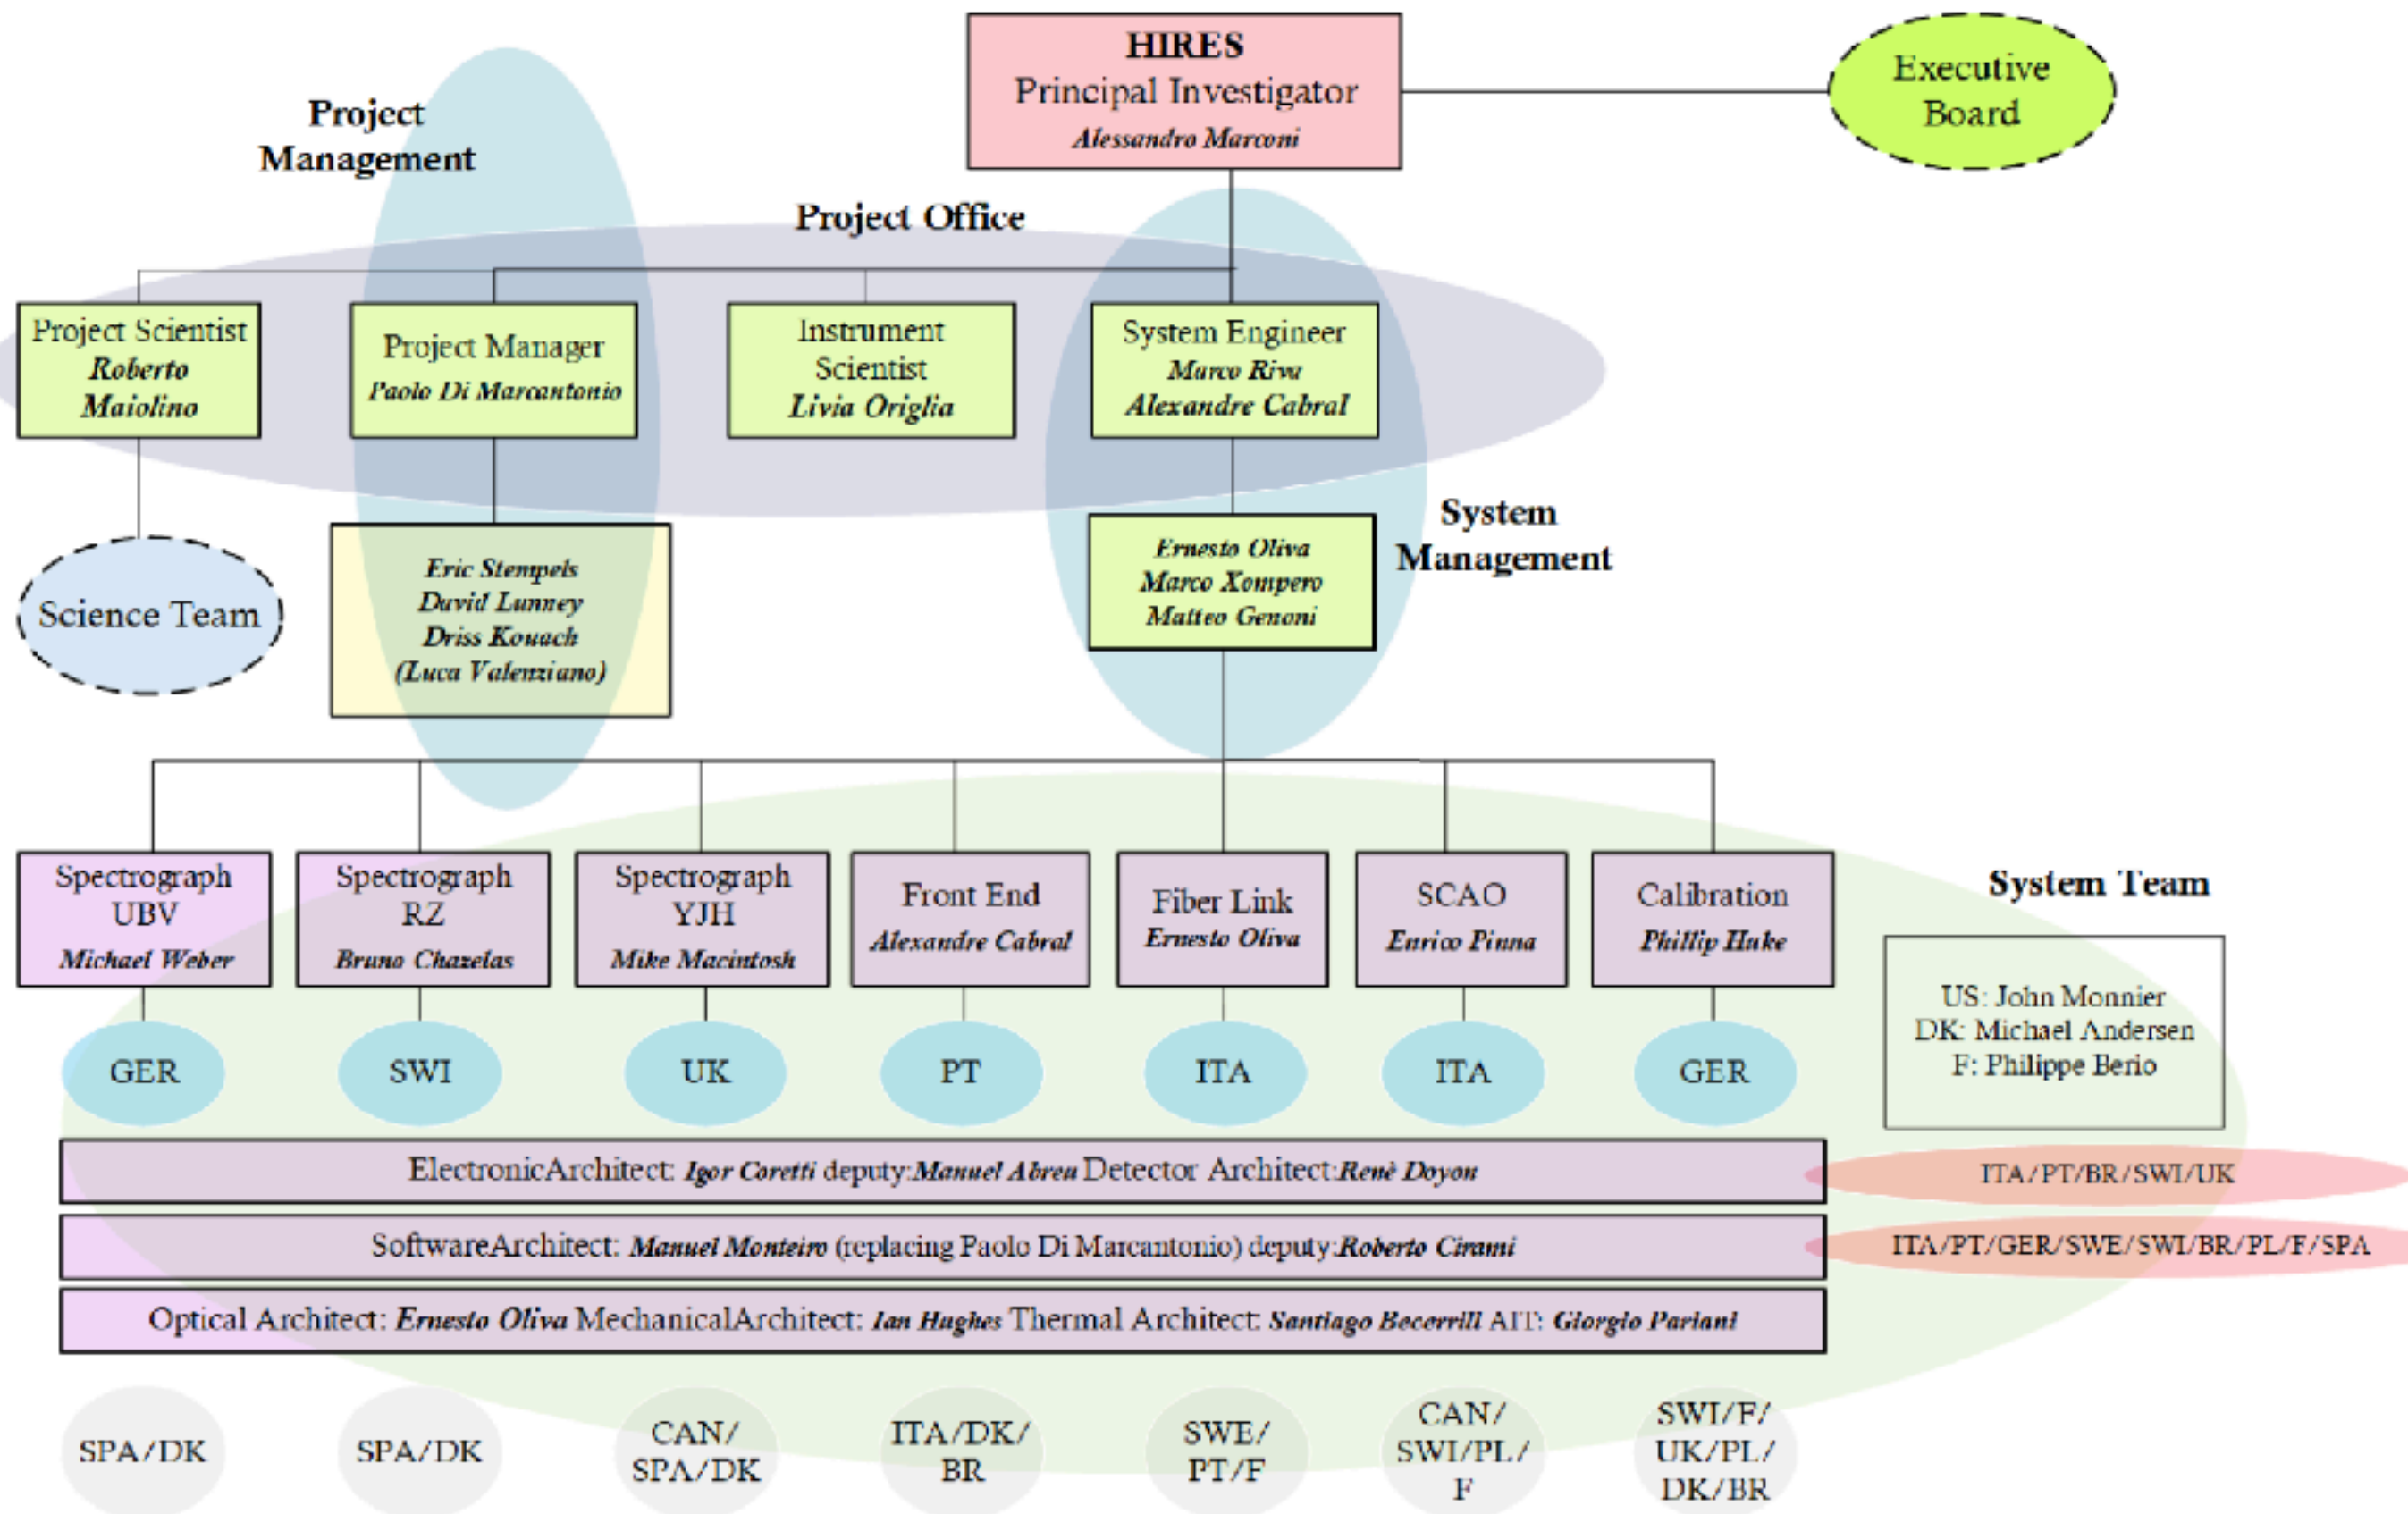 HIRES
Principal Investigator
Alessandro Marconi
Executive
Board
Project
Management
Project Office
Project Scientist
Roberto
Maiolino
Project Manager
Paolo Di Marcantonio
Instrument
Scientist
Livia Origlia
System Engineer
Marco Riva
Alexandre Cabral
System
Management
Science Team
Eric Stempels
David Lunney
Driss Kouach
(Luca Valenziano)
Ernesto Oliva
Marco Xompero
Matteo Genoni
Spectrograph
UBV
Michael Weber
Spectrograph
RZ
Bruno Chazelas
Spectrograph
YJH
Mike Macintosh
Front End
Alexandre Cabral
Fiber Link
Ernesto Oliva
SCAO
Enrico Pinna
Calibration
Phillip Huke
System Team
US: John Monnier
DK: Michael Andersen
F: Philippe Berio
GER
SWI
UK
PT
ITA
ITA
GER
ElectronicArchitect: Igor Coretti deputy:Manuel Abreu Detector Architect:Renè Doyon
ITA/PT/BR/SWI/UK
SoftwareArchitect: Manuel Monteiro (replacing Paolo Di Marcantonio) deputy:Roberto Cirami
ITA/PT/GER/SWE/SWI/BR/PL/F/SPA
Optical Architect: Ernesto Oliva MechanicalArchitect: Ian Hughes Thermal Architect: Santiago Becerrill AIT: Giorgio Pariani
SPA/DK
SPA/DK
CAN/
SPA/DK
ITA/DK/
BR
SWE/
PT/F
CAN/
SWI/PL/
F
SWI/F/
UK/PL/
DK/BR